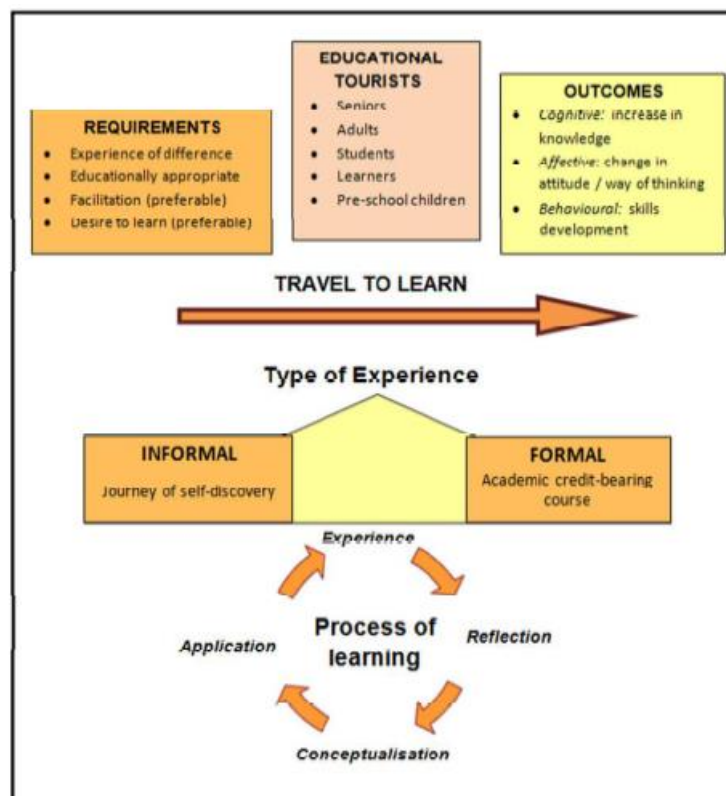 REQUIREMENTS
• Experience of difference
• Educationally appropriate
• Facilitation (preferable)
• Desire to learn (preferable)
EDUCATIONAL
TOURISTS
• Seniors
• Adults
• Students
• Learners
• Pre-school children
OUTCOMES
• Cognitive: increase in
knowledge
• Affective: change in
attitude / way of thinking
• Behavioural: skills
development
TRAVEL TO LEARN
Type of Experience
INFORMAL
Journey of self-discovery
FORMAL
Academic credit-bearing
course
Experience
Application
Process of
learning
Reflection
Conceptualisation